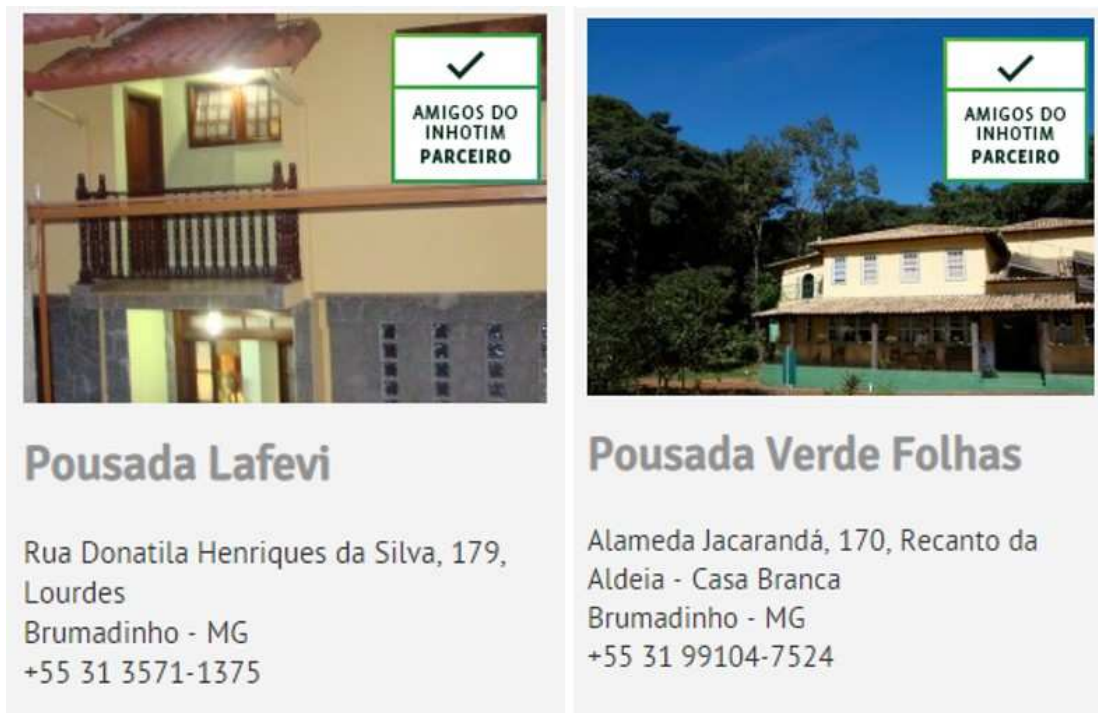 ✓
AMIGOS DO
INHOTIM
PARCEIRO
Pousada Lafevi
Rua Donatila Henriques da Silva, 179,
Lourdes
Brumadinho - MG
+55 31 3571-1375
✓
AMIGOS DO
INHOTIM
PARCEIRO
Pousada Verde Folhas
Alameda Jacarandá, 170, Recanto da
Aldeia - Casa Branca
Brumadinho - MG
+55 31 99104-7524